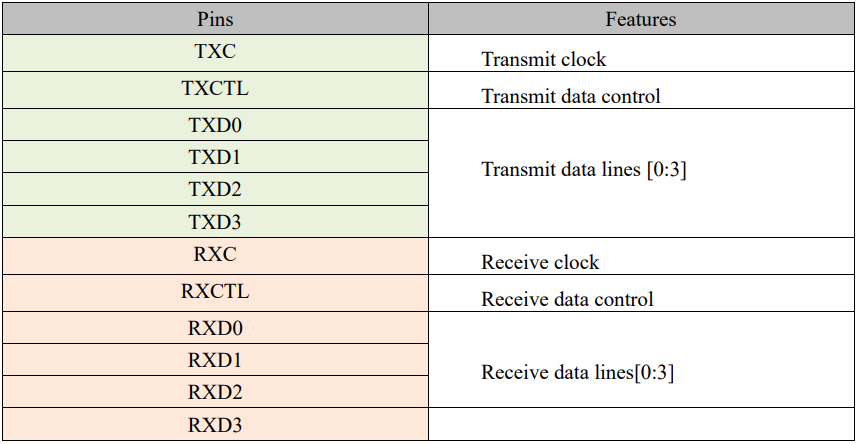 Pins Features
TXC Transmit clock
TXCTL Transmit data control
TXD0
TXD1 Transmit data lines [0:3]
TXD2
TXD3
RXC Receive clock
RXCTL Receive data control
RXD0
RXD1 Receive data lines[0:3]
RXD2
RXD3